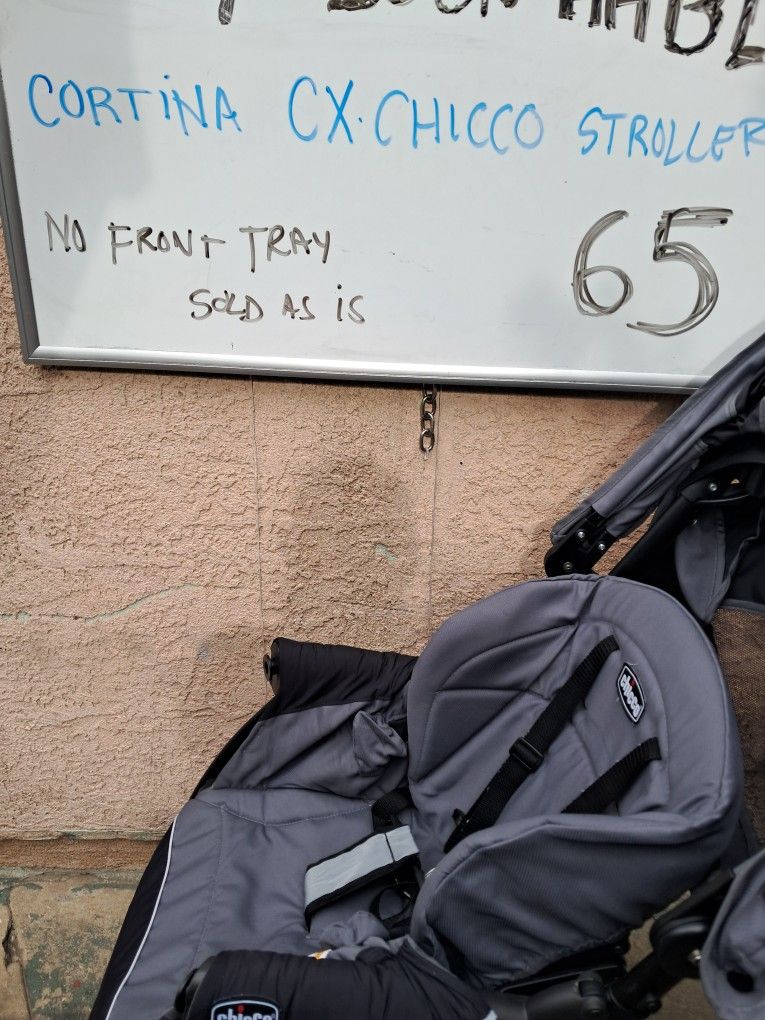 CORTiNA CX·CHICCO STROLLER
NO FRONT TRAY 65
SOLD AS iS
chicco
chicco